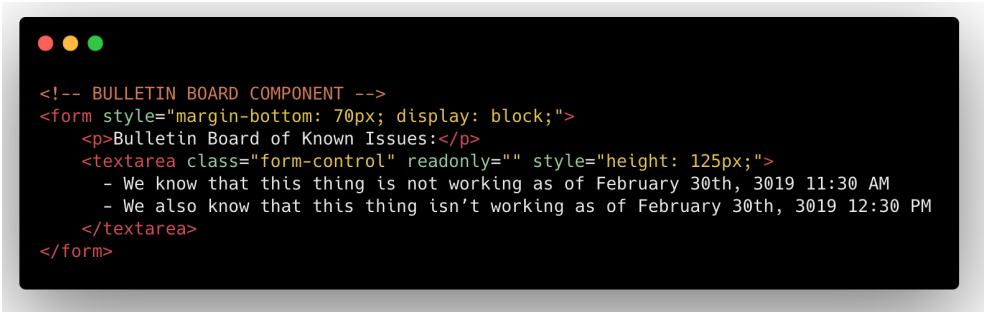 <!-- BULLETIN BOARD COMPONENT -->
<form style="margin-bottom: 70px; display: block;">
    <p>Bulletin Board of Known Issues:</p>
    <textarea class="form-control" readonly="" style="height: 125px;">
      - We know that this thing is not working as of February 30th, 3019 11:30 AM
      - We also know that this thing isn’t working as of February 30th, 3019 12:30 PM
    </textarea>
</form>